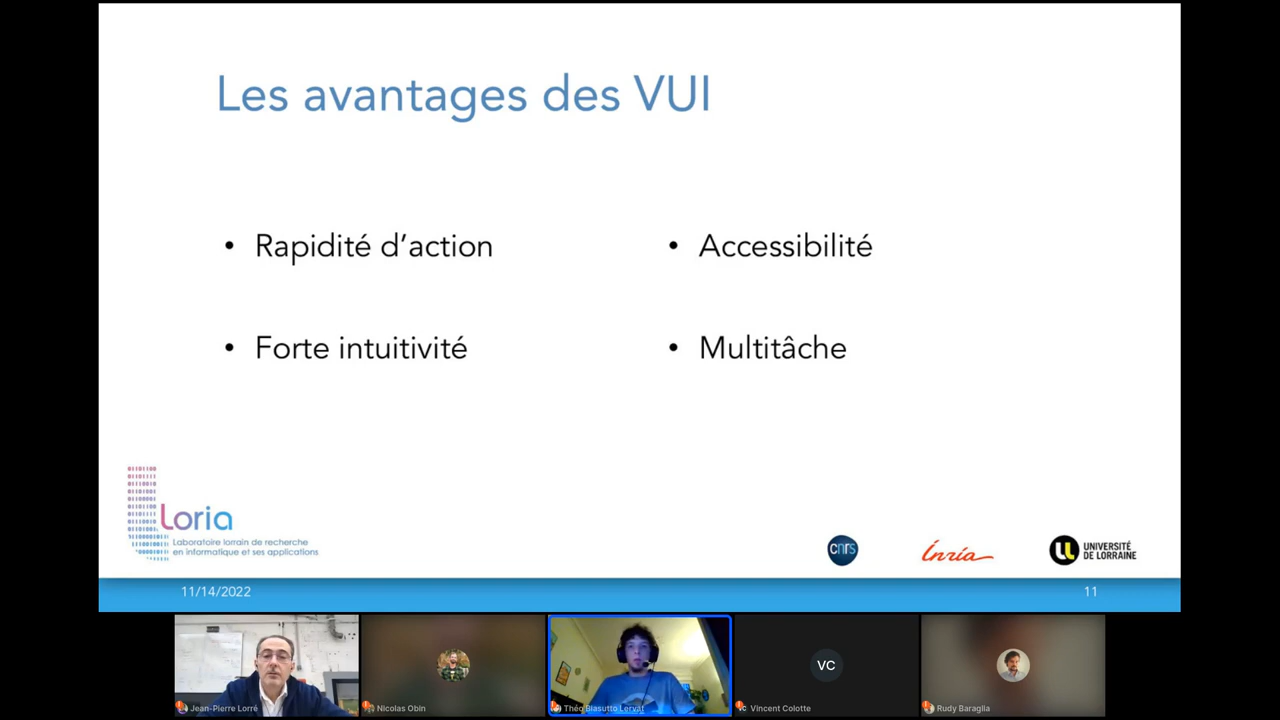 Les avantages des VUI
• Rapidité d’action
• Forte intuitivité
• Accessibilité
• Multitâche
Loria
Laboratoire lorrain de recherche
en informatique et ses applications
cnrs
Inria
UNIVERSITÉ
DE LORRAINE
11/14/2022
11
VC
Jean-Pierre Lorré
Nicolas Obin
Théo Biasutto Lervat
Vincent Colotte
Rudy Baraglia